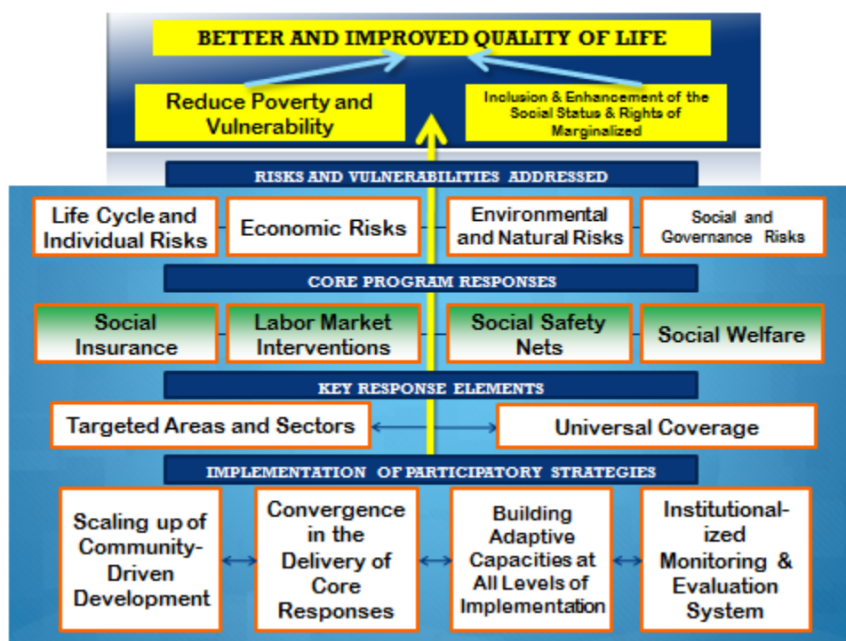 BETTER AND IMPROVED QUALITY OF LIFE
Reduce Poverty and
Vulnerability
Inclusion & Enhancement of the
Social Status & Rights of
Marginalized
RISKS AND VULNERABILITIES ADDRESSED
Life Cycle and
Individual Risks
Economic Risks
Environmental
and Natural Risks
Social and
Governance Risks
CORE PROGRAM RESPONSES
Social
Insurance
Labor Market
Interventions
Social Safety
Nets
Social Welfare
KEY RESPONSE ELEMENTS
Targeted Areas and Sectors
Universal Coverage
IMPLEMENTATION OF PARTICIPATORY STRATEGIES
Scaling up of
Community-
Driven
Development
Convergence
in the
Delivery of
Core
Responses
Building
Adaptive
Capacities at
All Levels of
Implementation
Institutional-
ized
Monitoring &
Evaluation
System